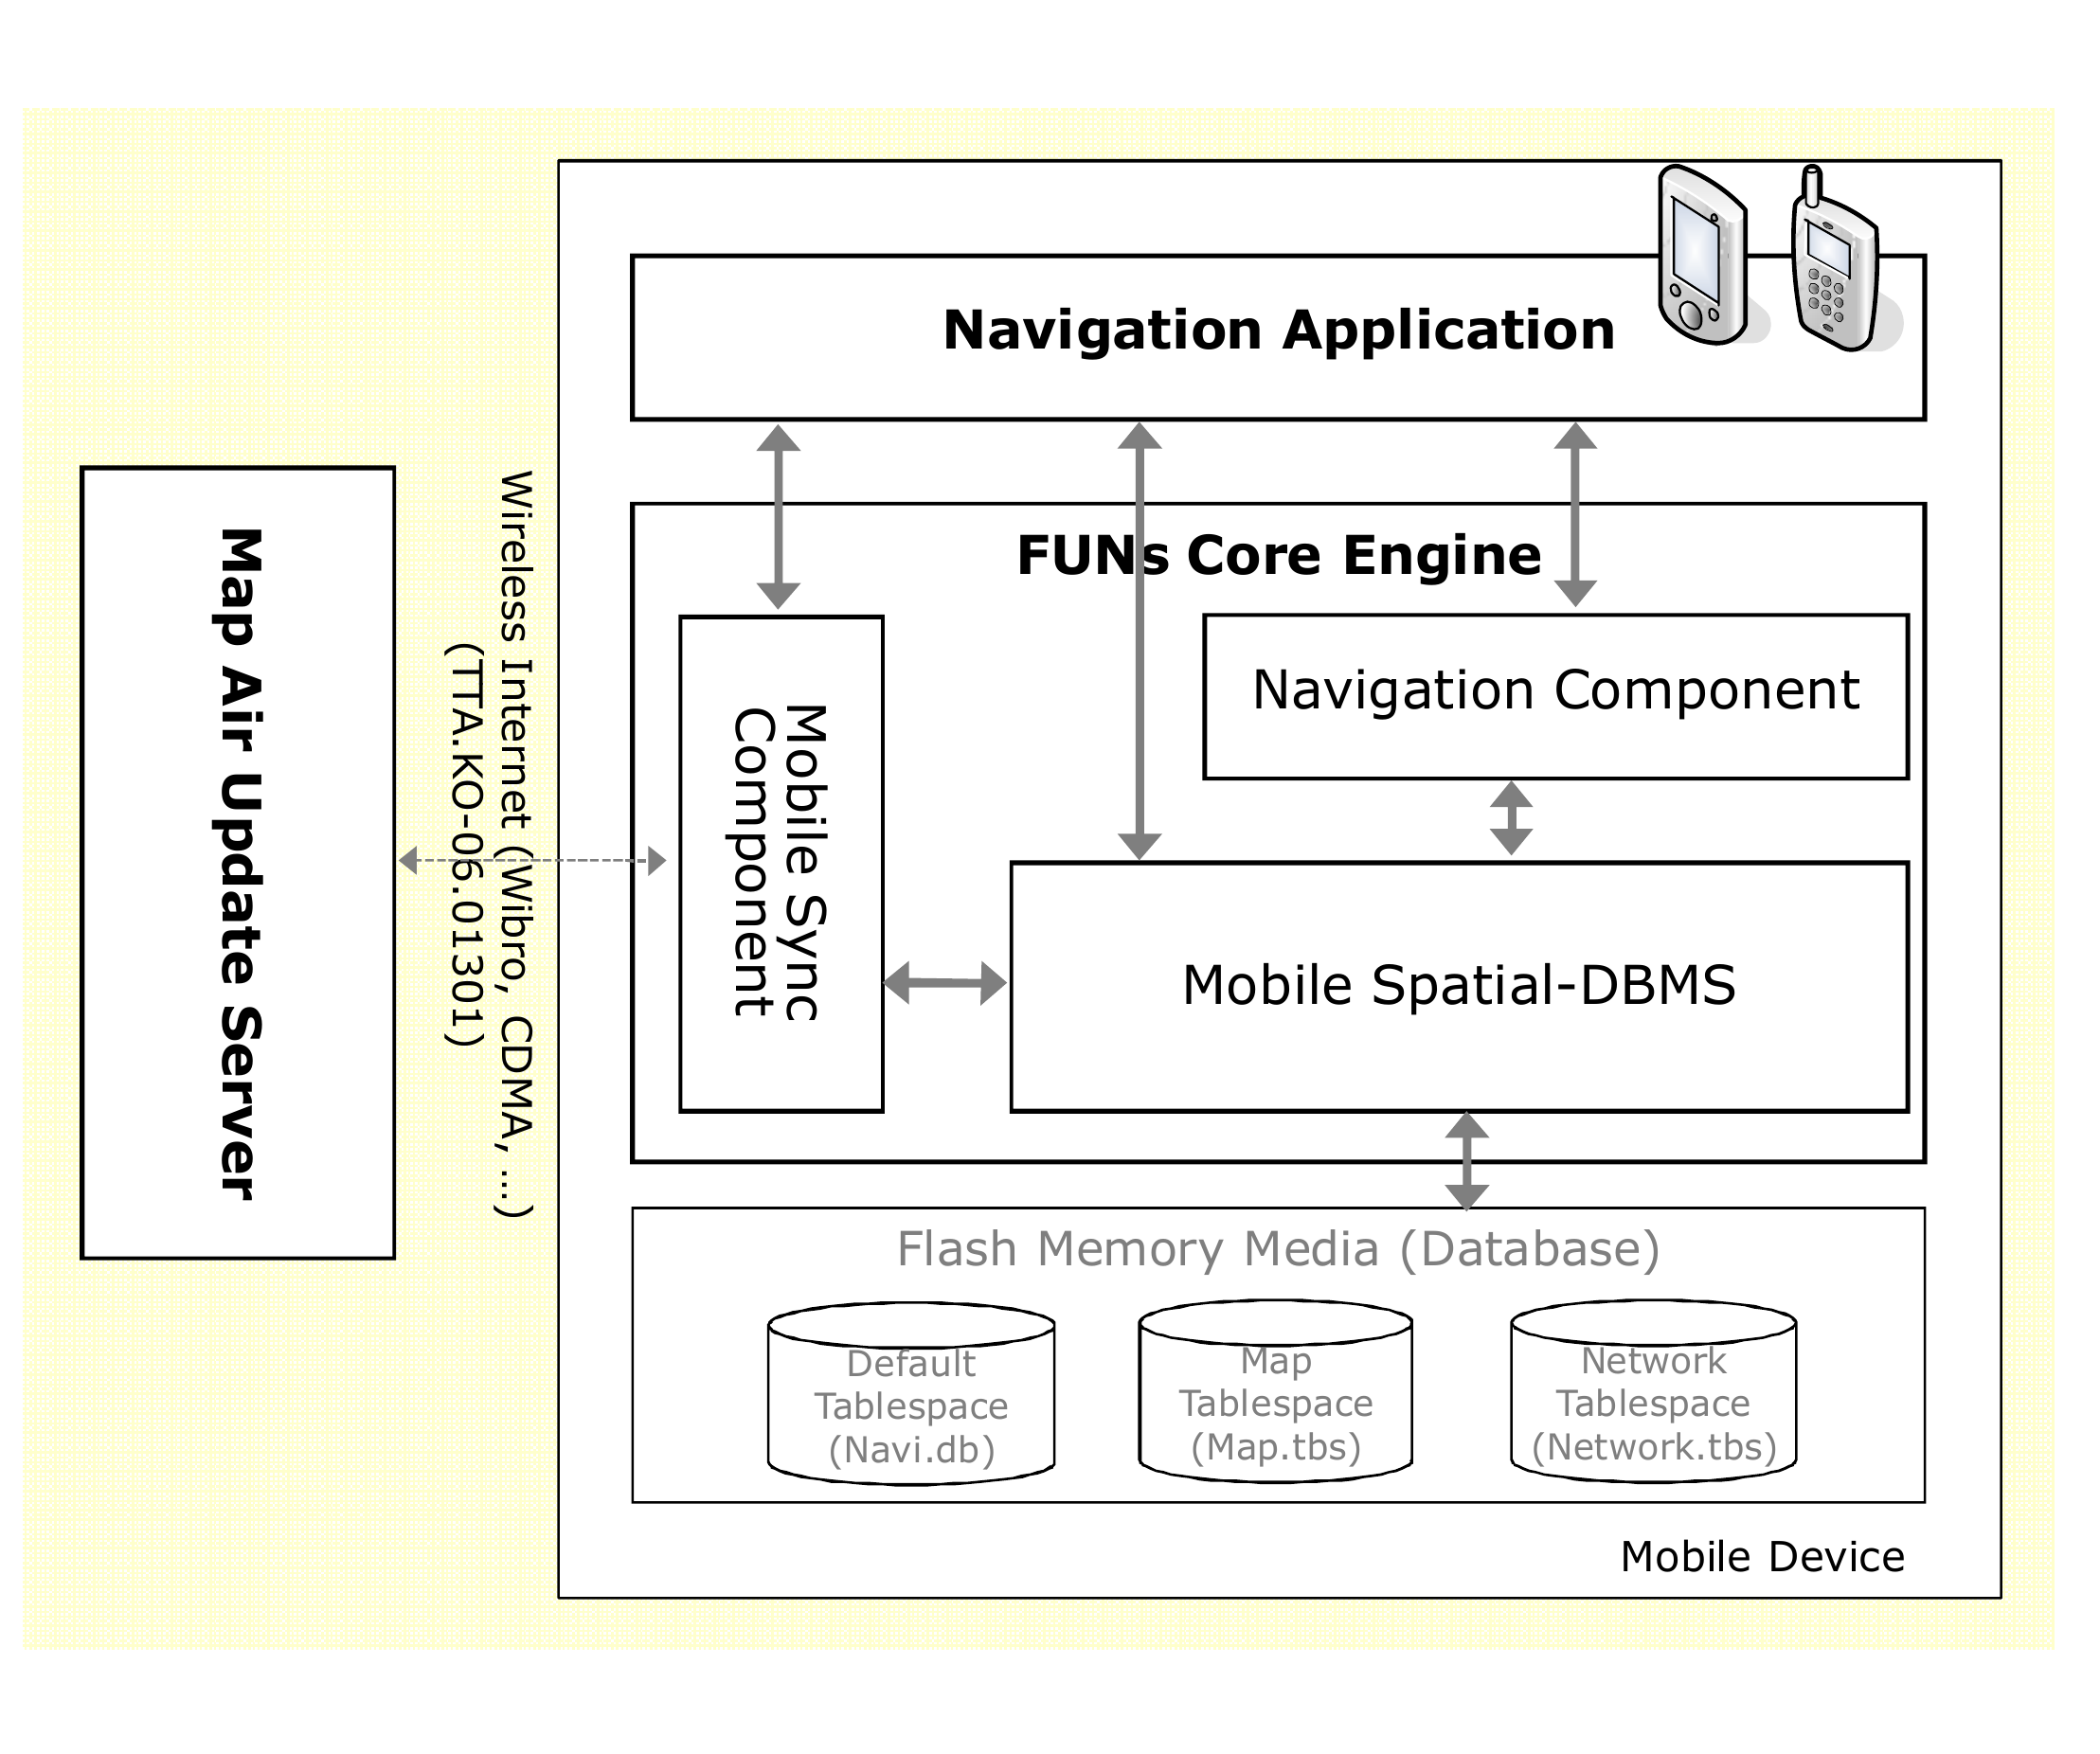 Navigation Application
FUNs Core Engine
Navigation Component
Mobile Sync
Component
Mobile Spatial-DBMS
Map Air Update Server
Wireless Internet (Wibro, CDMA, ...)
(TTA.KO-06.01301)
Flash Memory Media (Database)
Default
Tablespace
(Navi.db)
Map
Tablespace
(Map.tbs)
Network
Tablespace
(Network.tbs)
Mobile Device